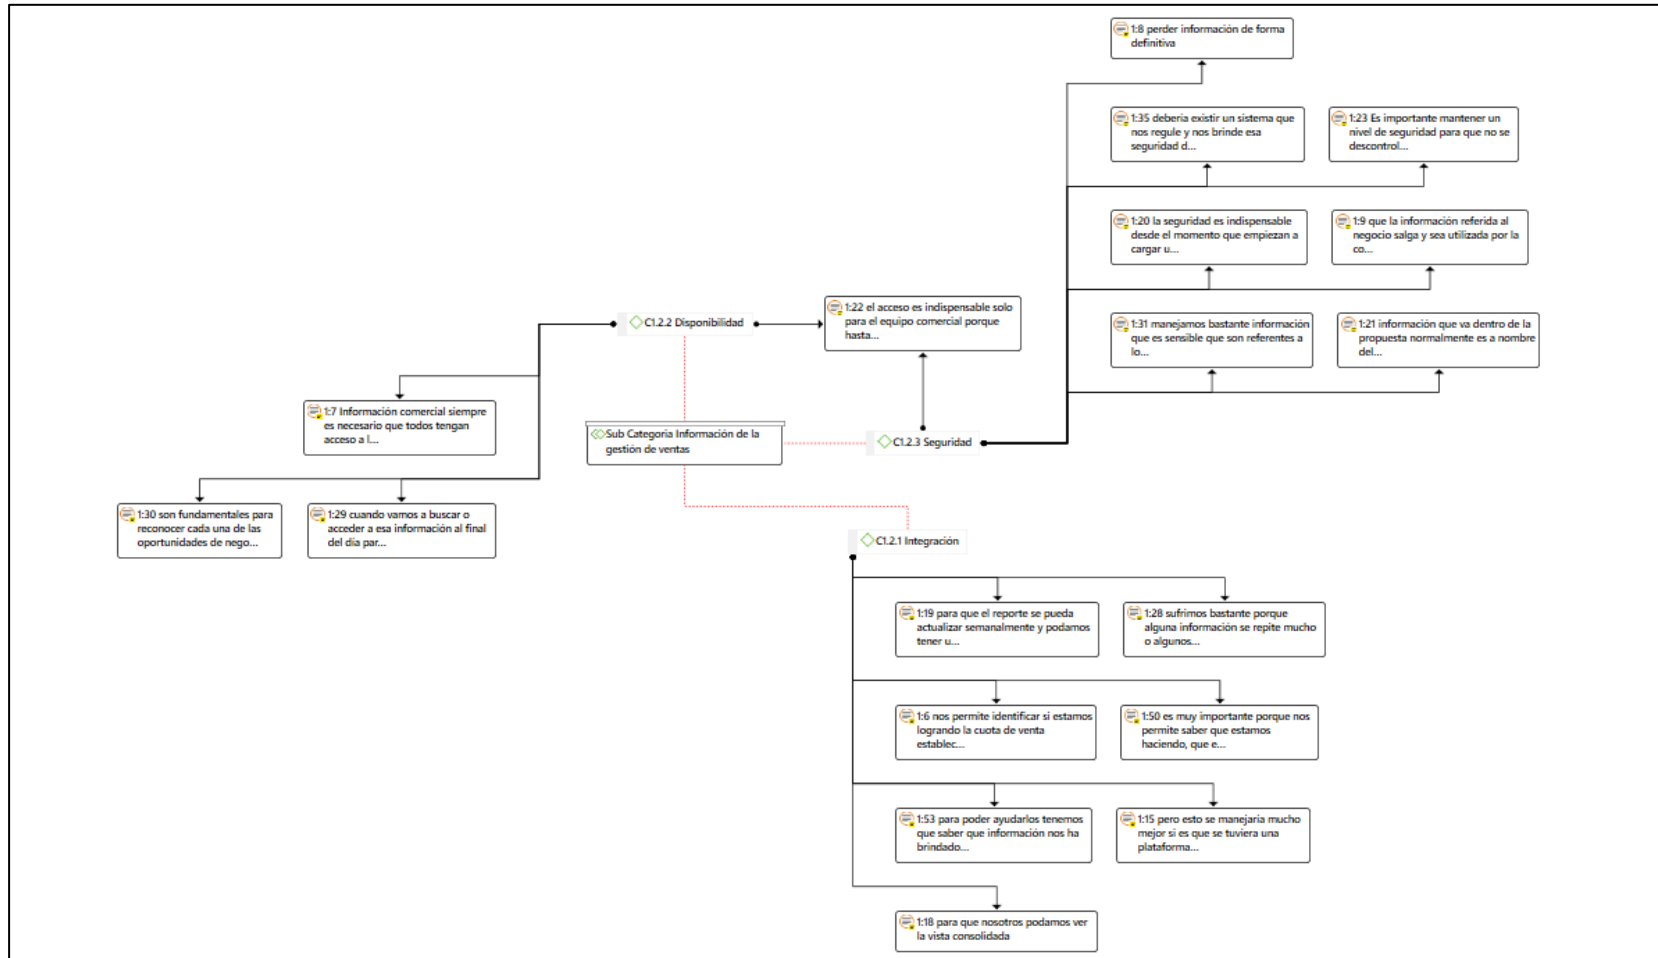 1:8 perder información de forma
definitiva
1:35 deberia existir un sistema que
nos regule y nos brinde esa
seguridad d...
1:23 Es importante mantener un
nivel de seguridad para que no se
descontrol...
1:20 la seguridad es indispensable
desde el momento que empiezan a
cargar u...
1:9 que la información referida al
negocio salga y sea utilizada por la
co...
1:22 el acceso es indispensable solo
para el equipo comercial porque
hasta...
C1.2.2 Disponibilidad
1:31 manejamos bastante información
que es sensible que son referentes a
lo...
1:21 información que va dentro de la
propuesta normalmente es a nombre
del...
1:7 Información comercial siempre
es necesario que todos tengan
acceso a l...
Sub Categoria Información de la
gestión de ventas
C1.2.3 Seguridad
1:30 son fundamentales para
reconocer cada una de las
oportunidades de nego...
1:29 cuando vamos a buscar o
acceder a esa información al final
del día par...
C1.2.1 Integración
1:19 para que el reporte se pueda
actualizar semanalmente y podamos
tener u...
1:28 sufrimos bastante porque
alguna información se repite mucho
o algunos...
1:6 nos permite identificar si estamos
logrando la cuota de venta
establec...
1:50 es muy importante porque nos
permite saber que estamos
haciendo, que e...
1:53 para poder ayudarlos tenemos
que saber que información nos ha
brindado...
1:15 pero esto se manejaría mucho
mejor si es que se tuviera una
plataforma...
1:18 para que nosotros podamos ver
la vista consolidada